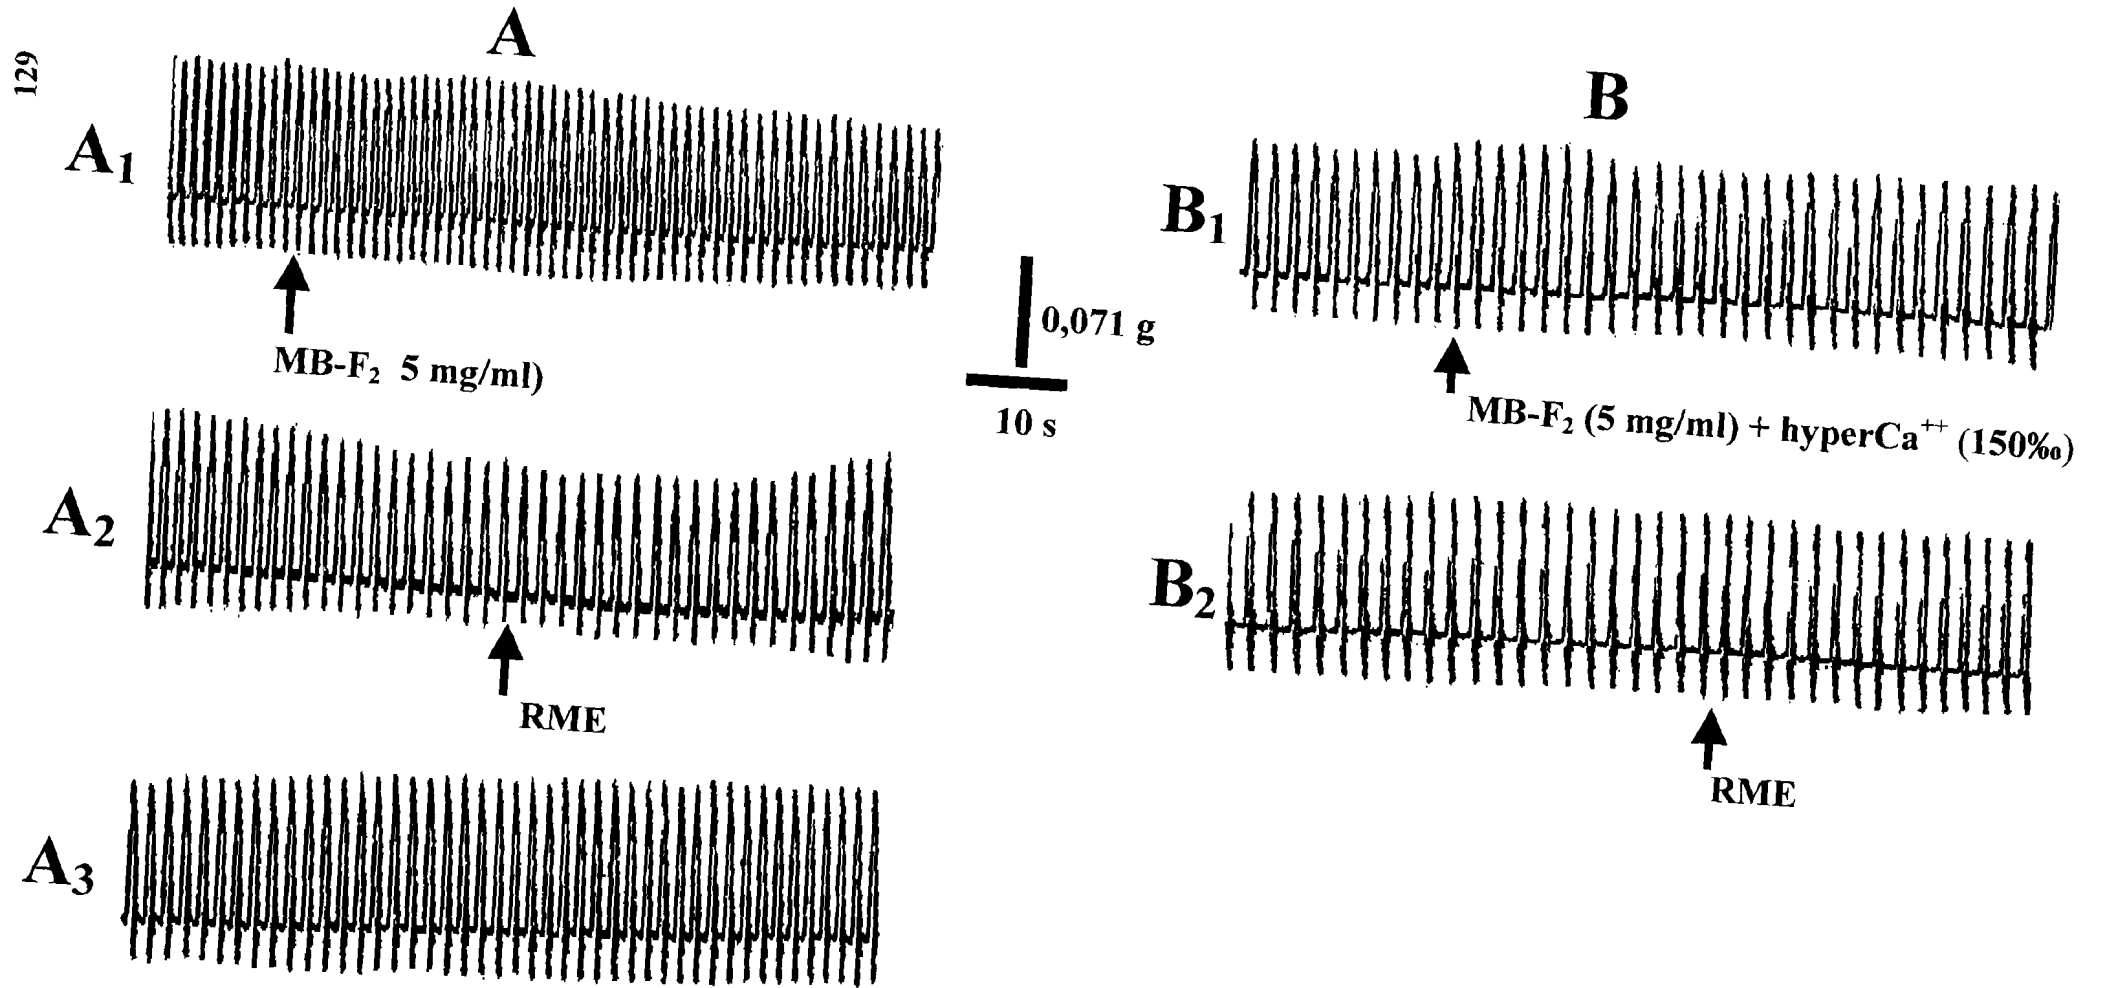 129
A
A1
MB-F2 5 mg/ml)
0,071 g
10 s
A2
RME
A3
B
B1
MB-F2 (5 mg/ml) + hyperCa++ (150‰)
B2
RME